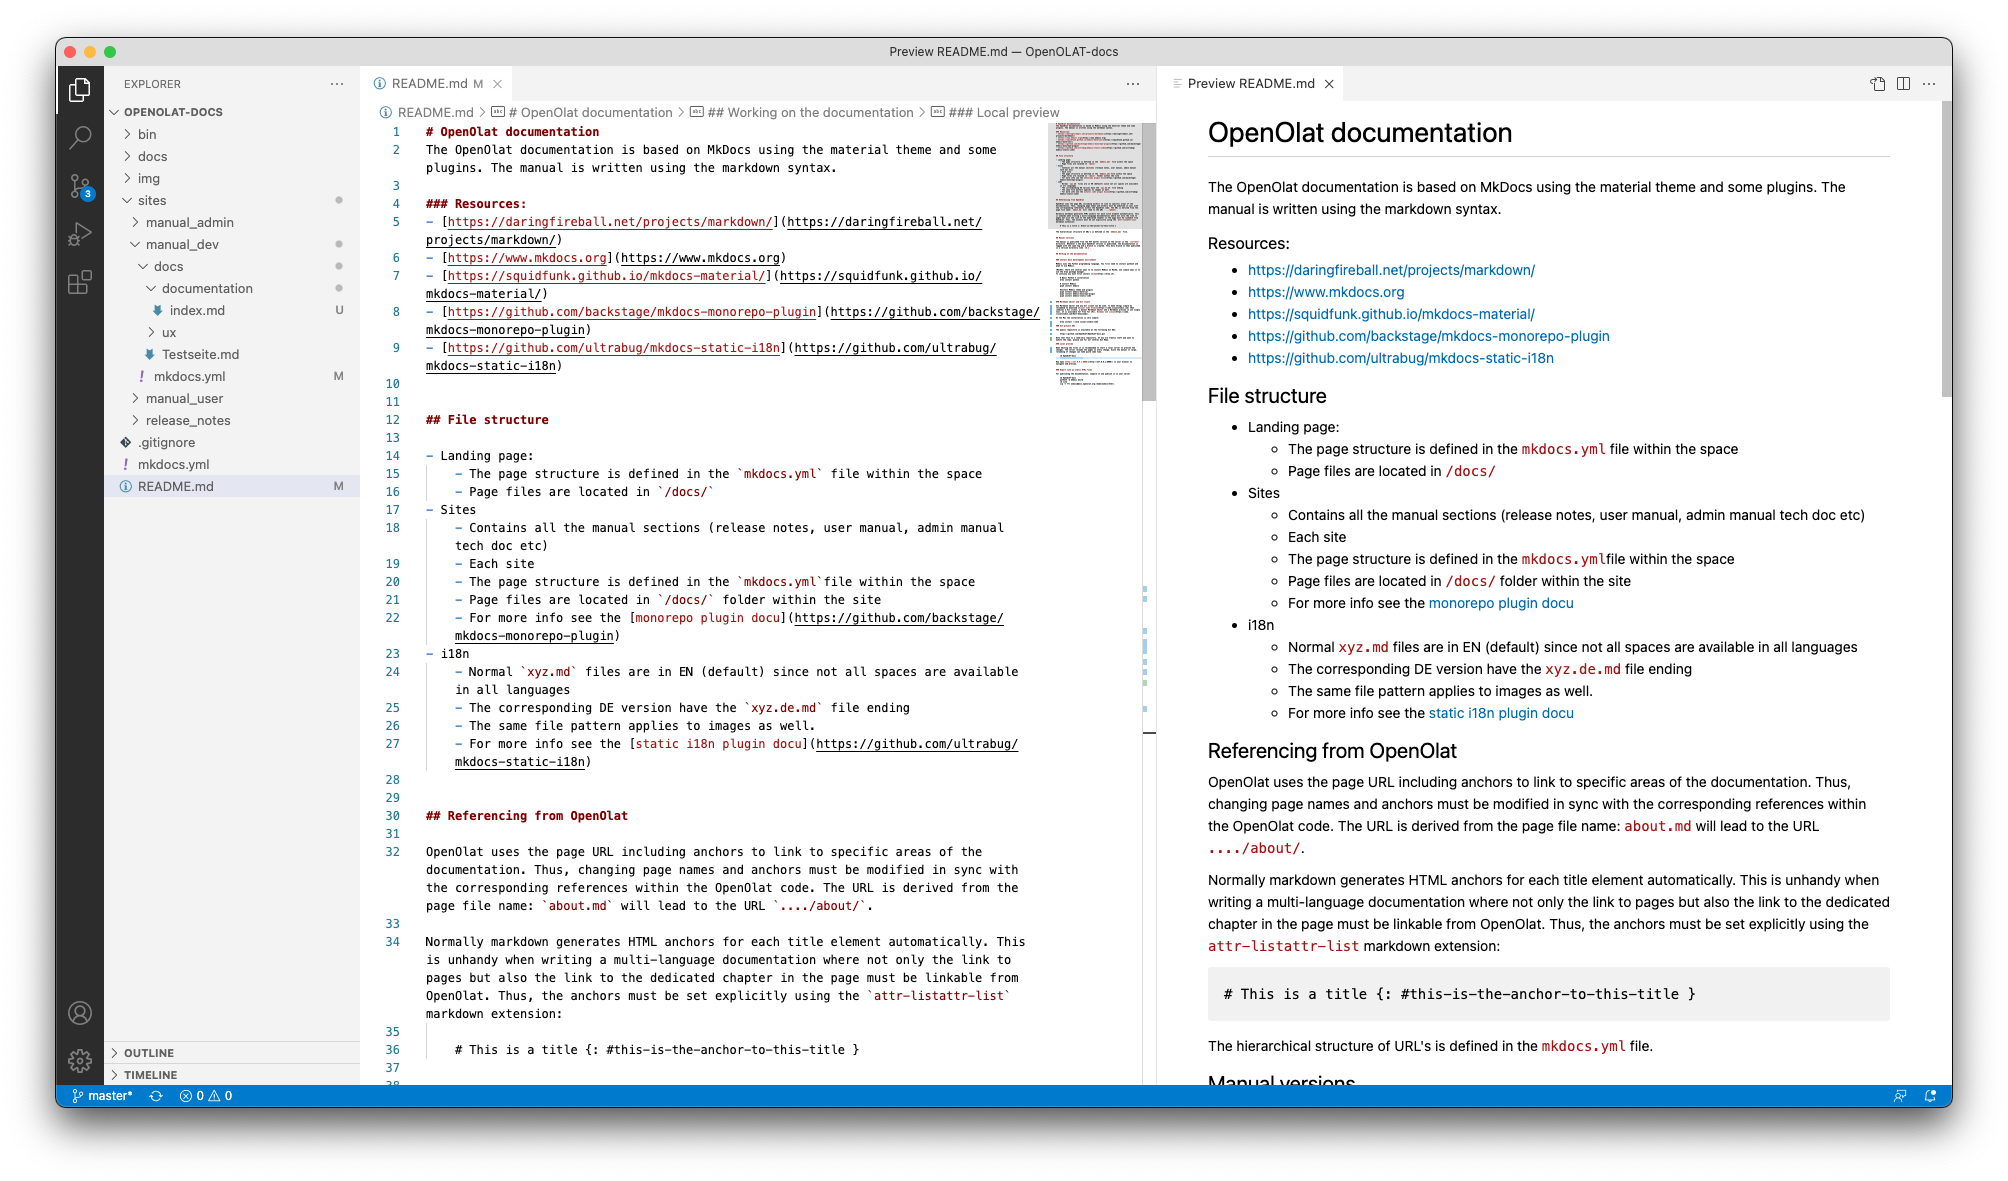 Preview README.md — OpenOLAT-docs
EXPLORER
OPENOLAT-DOCS
bin
docs
img
sites
manual_admin
manual_dev
docs
documentation
index.md U
ux
Testseite.md
! mkdocs.yml M
manual_user
release_notes
.gitignore
! mkdocs.yml
README.md M
OUTLINE
TIMELINE
3
README.md M
README.md > # OpenOlat documentation > ## Working on the documentation > ### Local preview
1 # OpenOlat documentation
2 The OpenOlat documentation is based on MkDocs using the material theme and some
plugins. The manual is written using the markdown syntax.
3
4 ### Resources:
5 - [https://daringfireball.net/projects/markdown/](https://daringfireball.net/
projects/markdown/)
6 - [https://www.mkdocs.org](https://www.mkdocs.org)
7 - [https://squidfunk.github.io/mkdocs-material/](https://squidfunk.github.io/
mkdocs-material/)
8 - [https://github.com/backstage/mkdocs-monorepo-plugin](https://github.com/backstage/
mkdocs-monorepo-plugin)
9 - [https://github.com/ultrabug/mkdocs-static-i18n](https://github.com/ultrabug/
mkdocs-static-i18n)
10
11
12 ## File structure
13
14 - Landing page:
15 - The page structure is defined in the `mkdocs.yml` file within the space
16 - Page files are located in `/docs/`
17 - Sites
18 - Contains all the manual sections (release notes, user manual, admin manual
tech doc etc)
19 - Each site
20 - The page structure is defined in the `mkdocs.yml`file within the space
21 - Page files are located in `/docs/` folder within the site
22 - For more info see the [monorepo plugin docu](https://github.com/backstage/
mkdocs-monorepo-plugin)
23 - i18n
24 - Normal `xyz.md` files are in EN (default) since not all spaces are available
in all languages
25 - The corresponding DE version have the `xyz.de.md` file ending
26 - The same file pattern applies to images as well.
27 - For more info see the [static i18n plugin docu](https://github.com/ultrabug/
mkdocs-static-i18n)
28
29
30 ## Referencing from OpenOlat
31
32 OpenOlat uses the page URL including anchors to link to specific areas of the
documentation. Thus, changing page names and anchors must be modified in sync with
the corresponding references within the OpenOlat code. The URL is derived from the
page file name: `about.md` will lead to the URL `..../about/`.
33
34 Normally markdown generates HTML anchors for each title element automatically. This
is unhandy when writing a multi-language documentation where not only the link to
pages but also the link to the dedicated chapter in the page must be linkable from
OpenOlat. Thus, the anchors must be set explicitly using the `attr-listattr-list`
markdown extension:
35
36 # This is a title {: #this-is-the-anchor-to-this-title }
37
38
Preview README.md
OpenOlat documentation
The OpenOlat documentation is based on MkDocs using the material theme and some plugins. The
manual is written using the markdown syntax.
Resources:
• https://daringfireball.net/projects/markdown/
• https://www.mkdocs.org
• https://squidfunk.github.io/mkdocs-material/
• https://github.com/backstage/mkdocs-monorepo-plugin
• https://github.com/ultrabug/mkdocs-static-i18n
File structure
• Landing page:
◦ The page structure is defined in the mkdocs.yml file within the space
◦ Page files are located in /docs/
• Sites
◦ Contains all the manual sections (release notes, user manual, admin manual tech doc etc)
◦ Each site
◦ The page structure is defined in the mkdocs.ymlfile within the space
◦ Page files are located in /docs/ folder within the site
◦ For more info see the monorepo plugin docu
• i18n
◦ Normal xyz.md files are in EN (default) since not all spaces are available in all languages
◦ The corresponding DE version have the xyz.de.md file ending
◦ The same file pattern applies to images as well.
◦ For more info see the static i18n plugin docu
Referencing from OpenOlat
OpenOlat uses the page URL including anchors to link to specific areas of the documentation. Thus,
changing page names and anchors must be modified in sync with the corresponding references within
the OpenOlat code. The URL is derived from the page file name: about.md will lead to the URL
..../about/.
Normally markdown generates HTML anchors for each title element automatically. This is unhandy when
writing a multi-language documentation where not only the link to pages but also the link to the dedicated
chapter in the page must be linkable from OpenOlat. Thus, the anchors must be set explicitly using the
attr-listattr-list markdown extension:
# This is a title {: #this-is-the-anchor-to-this-title }
The hierarchical structure of URL's is defined in the mkdocs.yml file.
Manual versions
master* 0 0